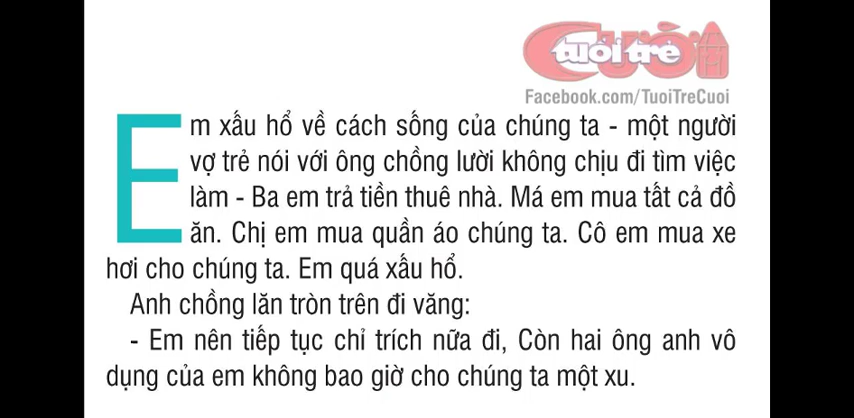 CƯỜI
tuổi trẻ
Facebook.com/TuoiTreCuoi
Em xấu hổ về cách sống của chúng ta - một người
vợ trẻ nói với ông chồng lười không chịu đi tìm việc
làm - Ba em trả tiền thuê nhà. Má em mua tất cả đồ
ăn. Chị em mua quần áo chúng ta. Cô em mua xe
hơi cho chúng ta. Em quá xấu hổ.
Anh chồng lăn tròn trên đi văng:
- Em nên tiếp tục chỉ trích nữa đi, Còn hai ông anh vô
dụng của em không bao giờ cho chúng ta một xu.